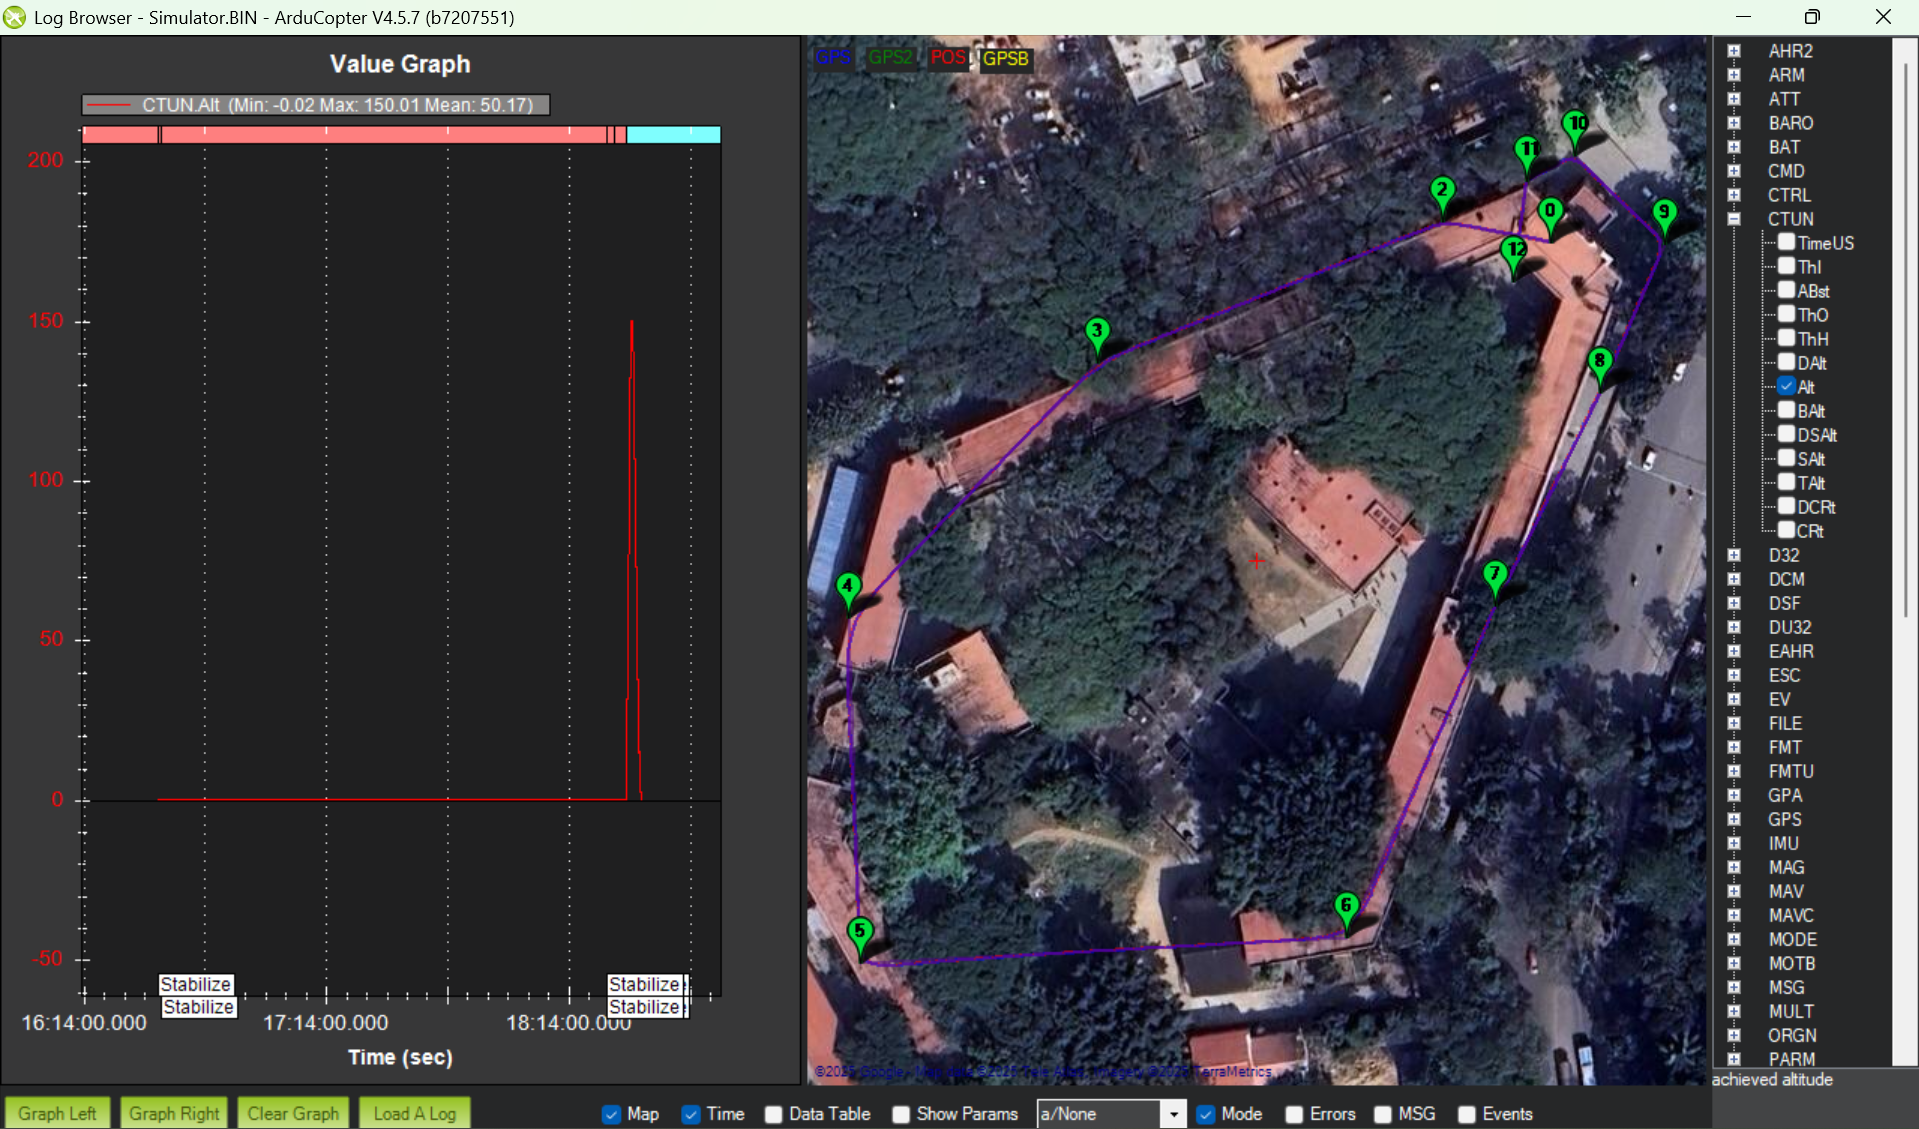 Log Browser - Simulator.BIN - ArduCopter V4.5.7 (b7207551)
Value Graph
CTUN.Alt (Min: -0.02 Max: 150.01 Mean: 50.17)
200
150
100
50
0
-50
Stabilize
Stabilize
Stabilize
Stabilize
16:14:00.000
17:14:00.000
18:14:00.000
Time (sec)
GPS
GPS2
POS
GPSB
10
11
2
0
9
12
3
8
4
7
6
5
AHR2
ARM
ATT
BARO
BAT
CMD
CTRL
CTUN
TimeUS
ThI
ABst
ThO
ThH
DAlt
Alt
BAlt
DSAlt
SAlt
TAlt
DCRt
CRt
D32
DCM
DSF
DU32
EAHR
ESC
EV
FILE
FMT
FMTU
GPA
GPS
IMU
MAG
MAV
MAVC
MODE
MOTB
MSG
MULT
ORGN
PARM
achieved altitude
Graph Left
Graph Right
Clear Graph
Load A Log
Map
Time
Data Table
Show Params
a/None
Mode
Errors
MSG
Events